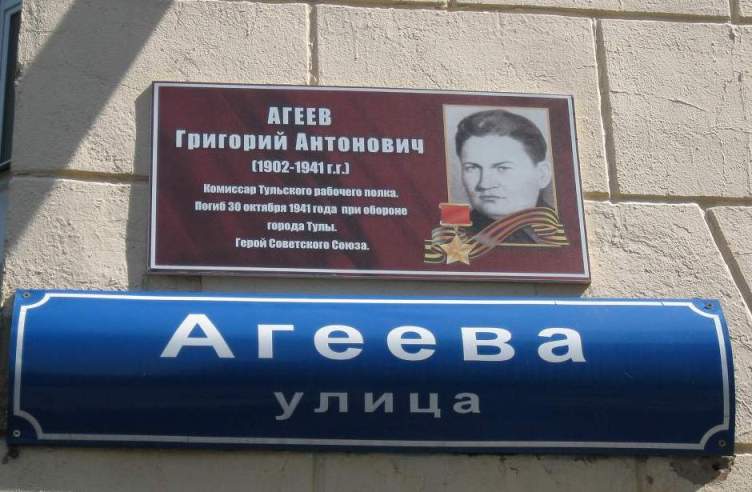 АГЕЕВ
Григорий Антонович
(1902-1941 г.г.)
Комиссар Тульского рабочего полка.
Погиб 30 октября 1941 года при обороне
города Тулы.
Герой Советского Союза.
Агеева
улица